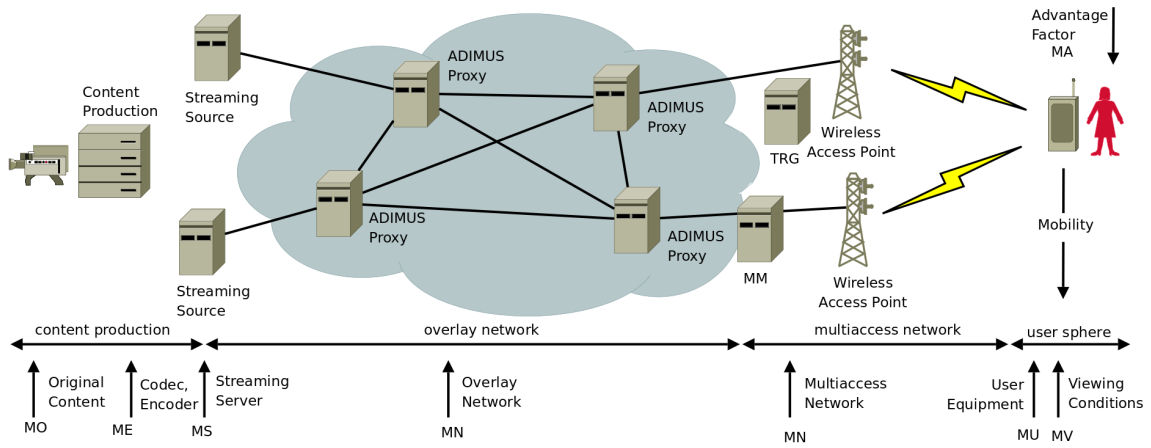 Advantage
Factor
MA
ADIMUS
Proxy
Content
Production
Streaming
Source
ADIMUS
Proxy
TRG
Wireless
Access Point
ADIMUS
Proxy
ADIMUS
Proxy
Mobility
MM
Streaming
Source
Wireless
Access Point
content production
overlay network
multiaccess network
user sphere
Original
Content
Codec,
Encoder
Streaming
Server
Overlay
Network
Multiaccess
Network
User
Equipment
Viewing
Conditions
MO
ME
MS
MN
MN
MU
MV